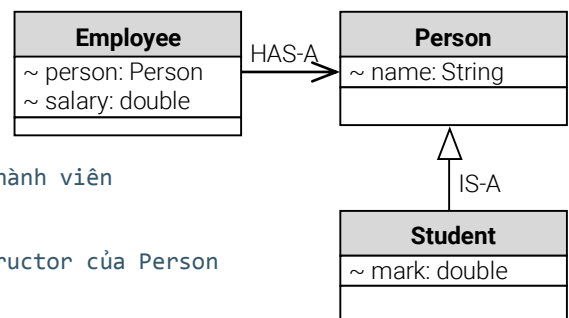 Employee
~ person: Person
~ salary: double
HAS-A
Person
~ name: String
hành viên
IS-A
ructor của Person
Student
~ mark: double